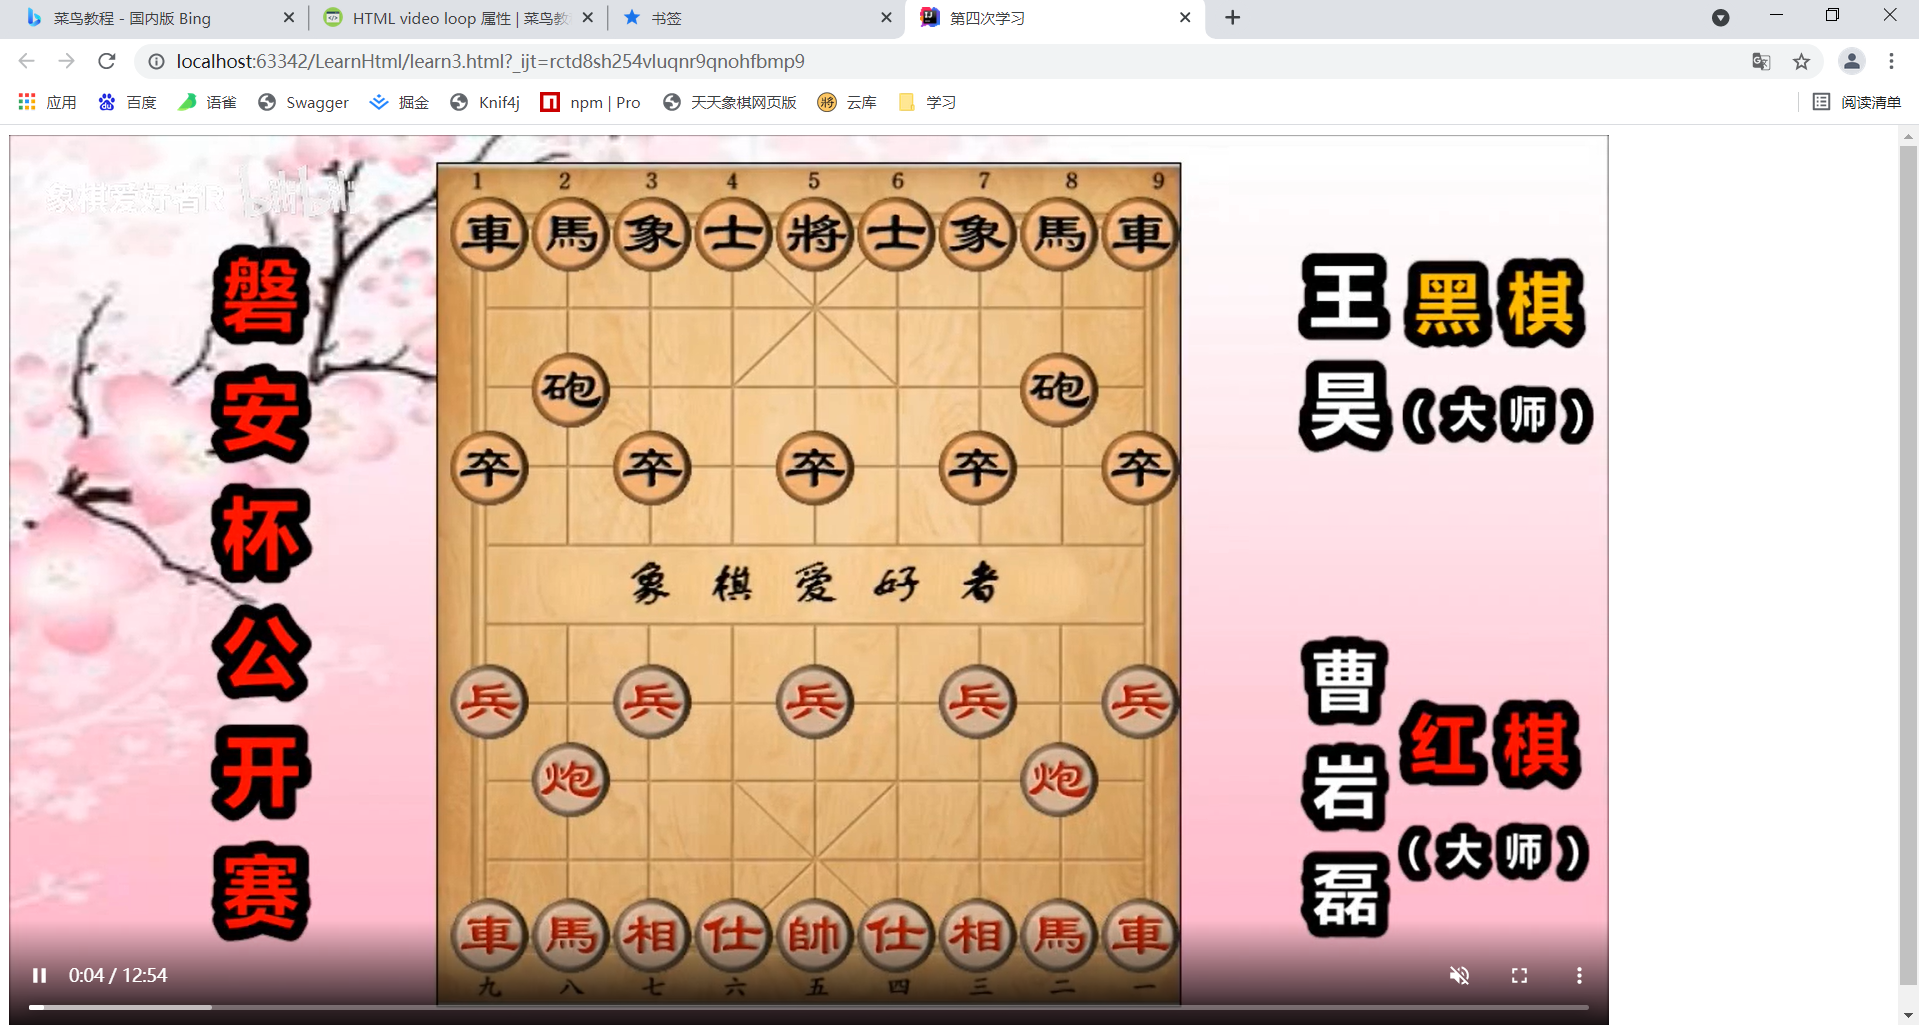 菜鸟教程 - 国内版 Bing
HTML video loop 属性 | 菜鸟教
书签
第四次学习
localhost:63342/LearnHtml/learn3.html?_ijt=rctd8sh254vluqnr9qnohfbmp9
应用 百度 语雀 Swagger 掘金 Knif4j npm | Pro 天天象棋网页版 云库 学习 阅读清单
象棋爱好者 bilibili
磐安杯公开赛
1 2 3 4 5 6 7 8 9
車 馬 象 士 將 士 象 馬 車
砲 砲
卒 卒 卒 卒 卒
象棋爱好者
兵 兵 兵 兵 兵
炮 炮
車 馬 相 仕 帥 仕 相 馬 車
九 八 七 六 五 四 三 二 一
王昊
黑棋
(大师)
曹岩磊
红棋
(大师)
0:04 / 12:54